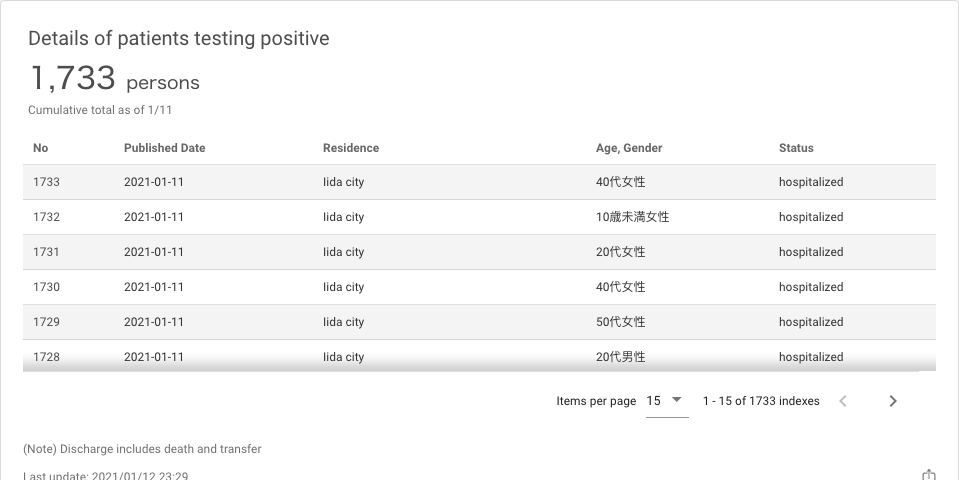 Details of patients testing positive
1,733 persons
Cumulative total as of 1/11
No Published Date Residence Age, Gender Status
1733 2021-01-11 Iida city 40代女性 hospitalized
1732 2021-01-11 Iida city 10歳未満女性 hospitalized
1731 2021-01-11 Iida city 20代女性 hospitalized
1730 2021-01-11 Iida city 40代女性 hospitalized
1729 2021-01-11 Iida city 50代女性 hospitalized
1728 2021-01-11 Iida city 20代男性 hospitalized
Items per page 15 1 - 15 of 1733 indexes
(Note) Discharge includes death and transfer
Last update: 2021/01/12 23:29